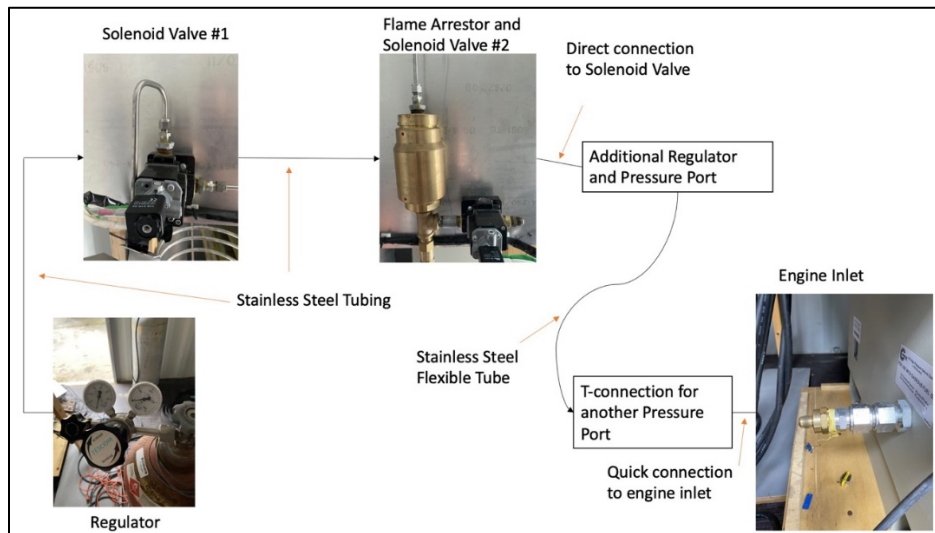 Solenoid Valve #1
Flame Arrestor and
Solenoid Valve #2
Direct connection
to Solenoid Valve
Additional Regulator
and Pressure Port
Stainless Steel Tubing
Engine Inlet
Stainless Steel
Flexible Tube
T-connection for
another Pressure
Port
Quick connection
to engine inlet
Regulator